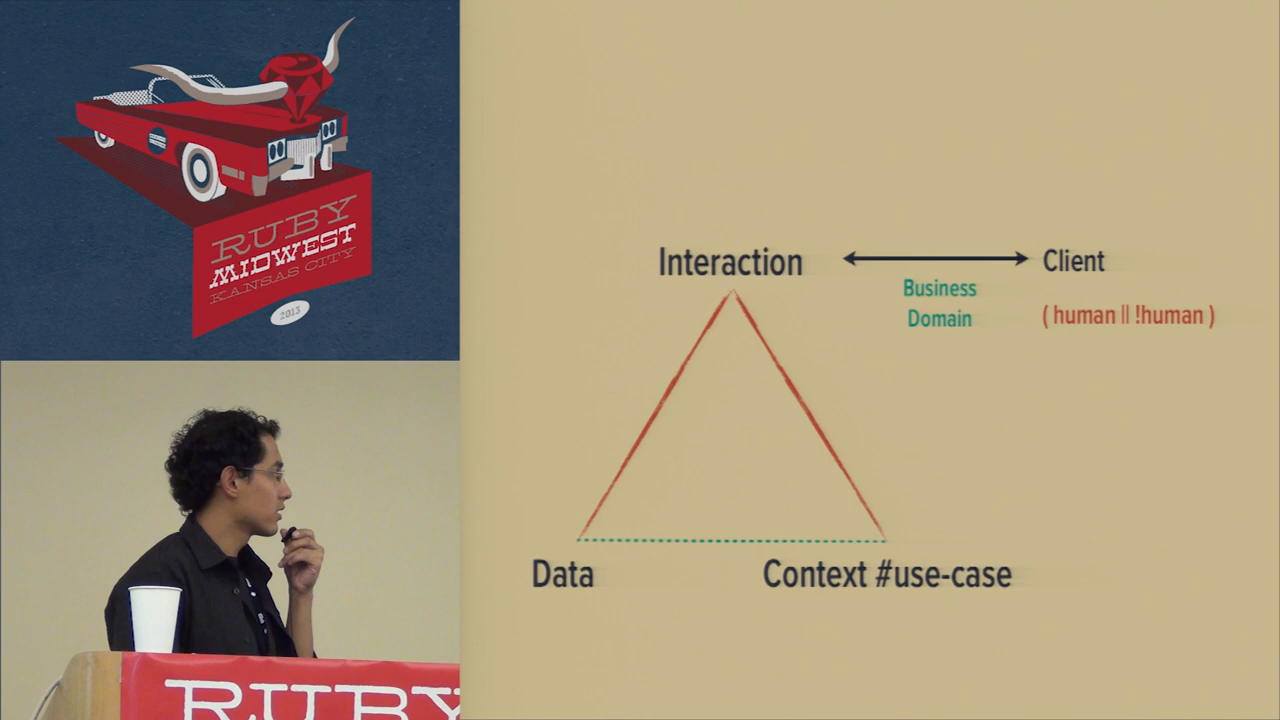 RUBY
MIDWEST
KANSAS CITY
2013
Interaction
Client
Business
Domain
( human || !human )
Data
Context #use-case
RUBY